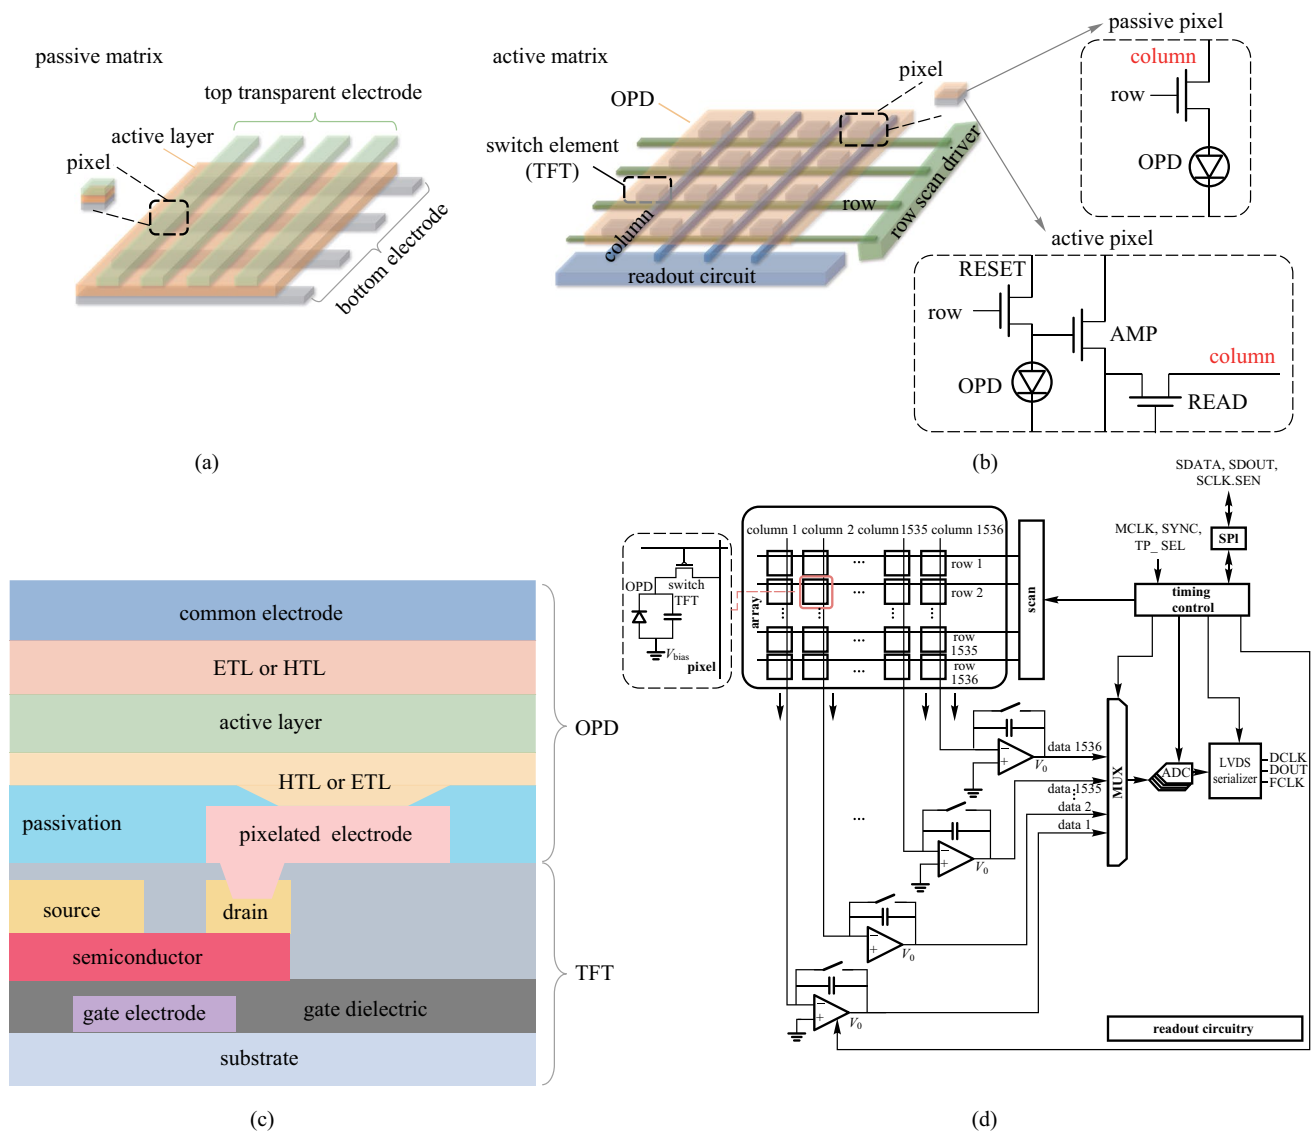 passive matrix
top transparent electrode
active layer
pixel
bottom electrode
(a)
active matrix
OPD
pixel
switch element
(TFT)
column
row
row scan driver
readout circuit
passive pixel
column
row
OPD
active pixel
RESET
row
AMP
column
OPD
READ
(b)
common electrode
ETL or HTL
active layer
HTL or ETL
passivation
pixelated electrode
OPD
source
drain
semiconductor
TFT
gate electrode
gate dielectric
substrate
(c)
SDATA, SDOUT,
SCLK.SEN
MCLK, SYNC,
TP_ SEL
SPI
timing
control
column 1 column 2 column 1535 column 1536
row 1
row 2
row
1535
row
1536
array
scan
OPD
switch
TFT
Vbias
pixel
...
...
...
...
...
data 1536
data 1535
data 2
data 1
V0
V0
V0
V0
MUX
ADC
LVDS
serializer
DCLK
DOUT
FCLK
readout circuitry
(d)